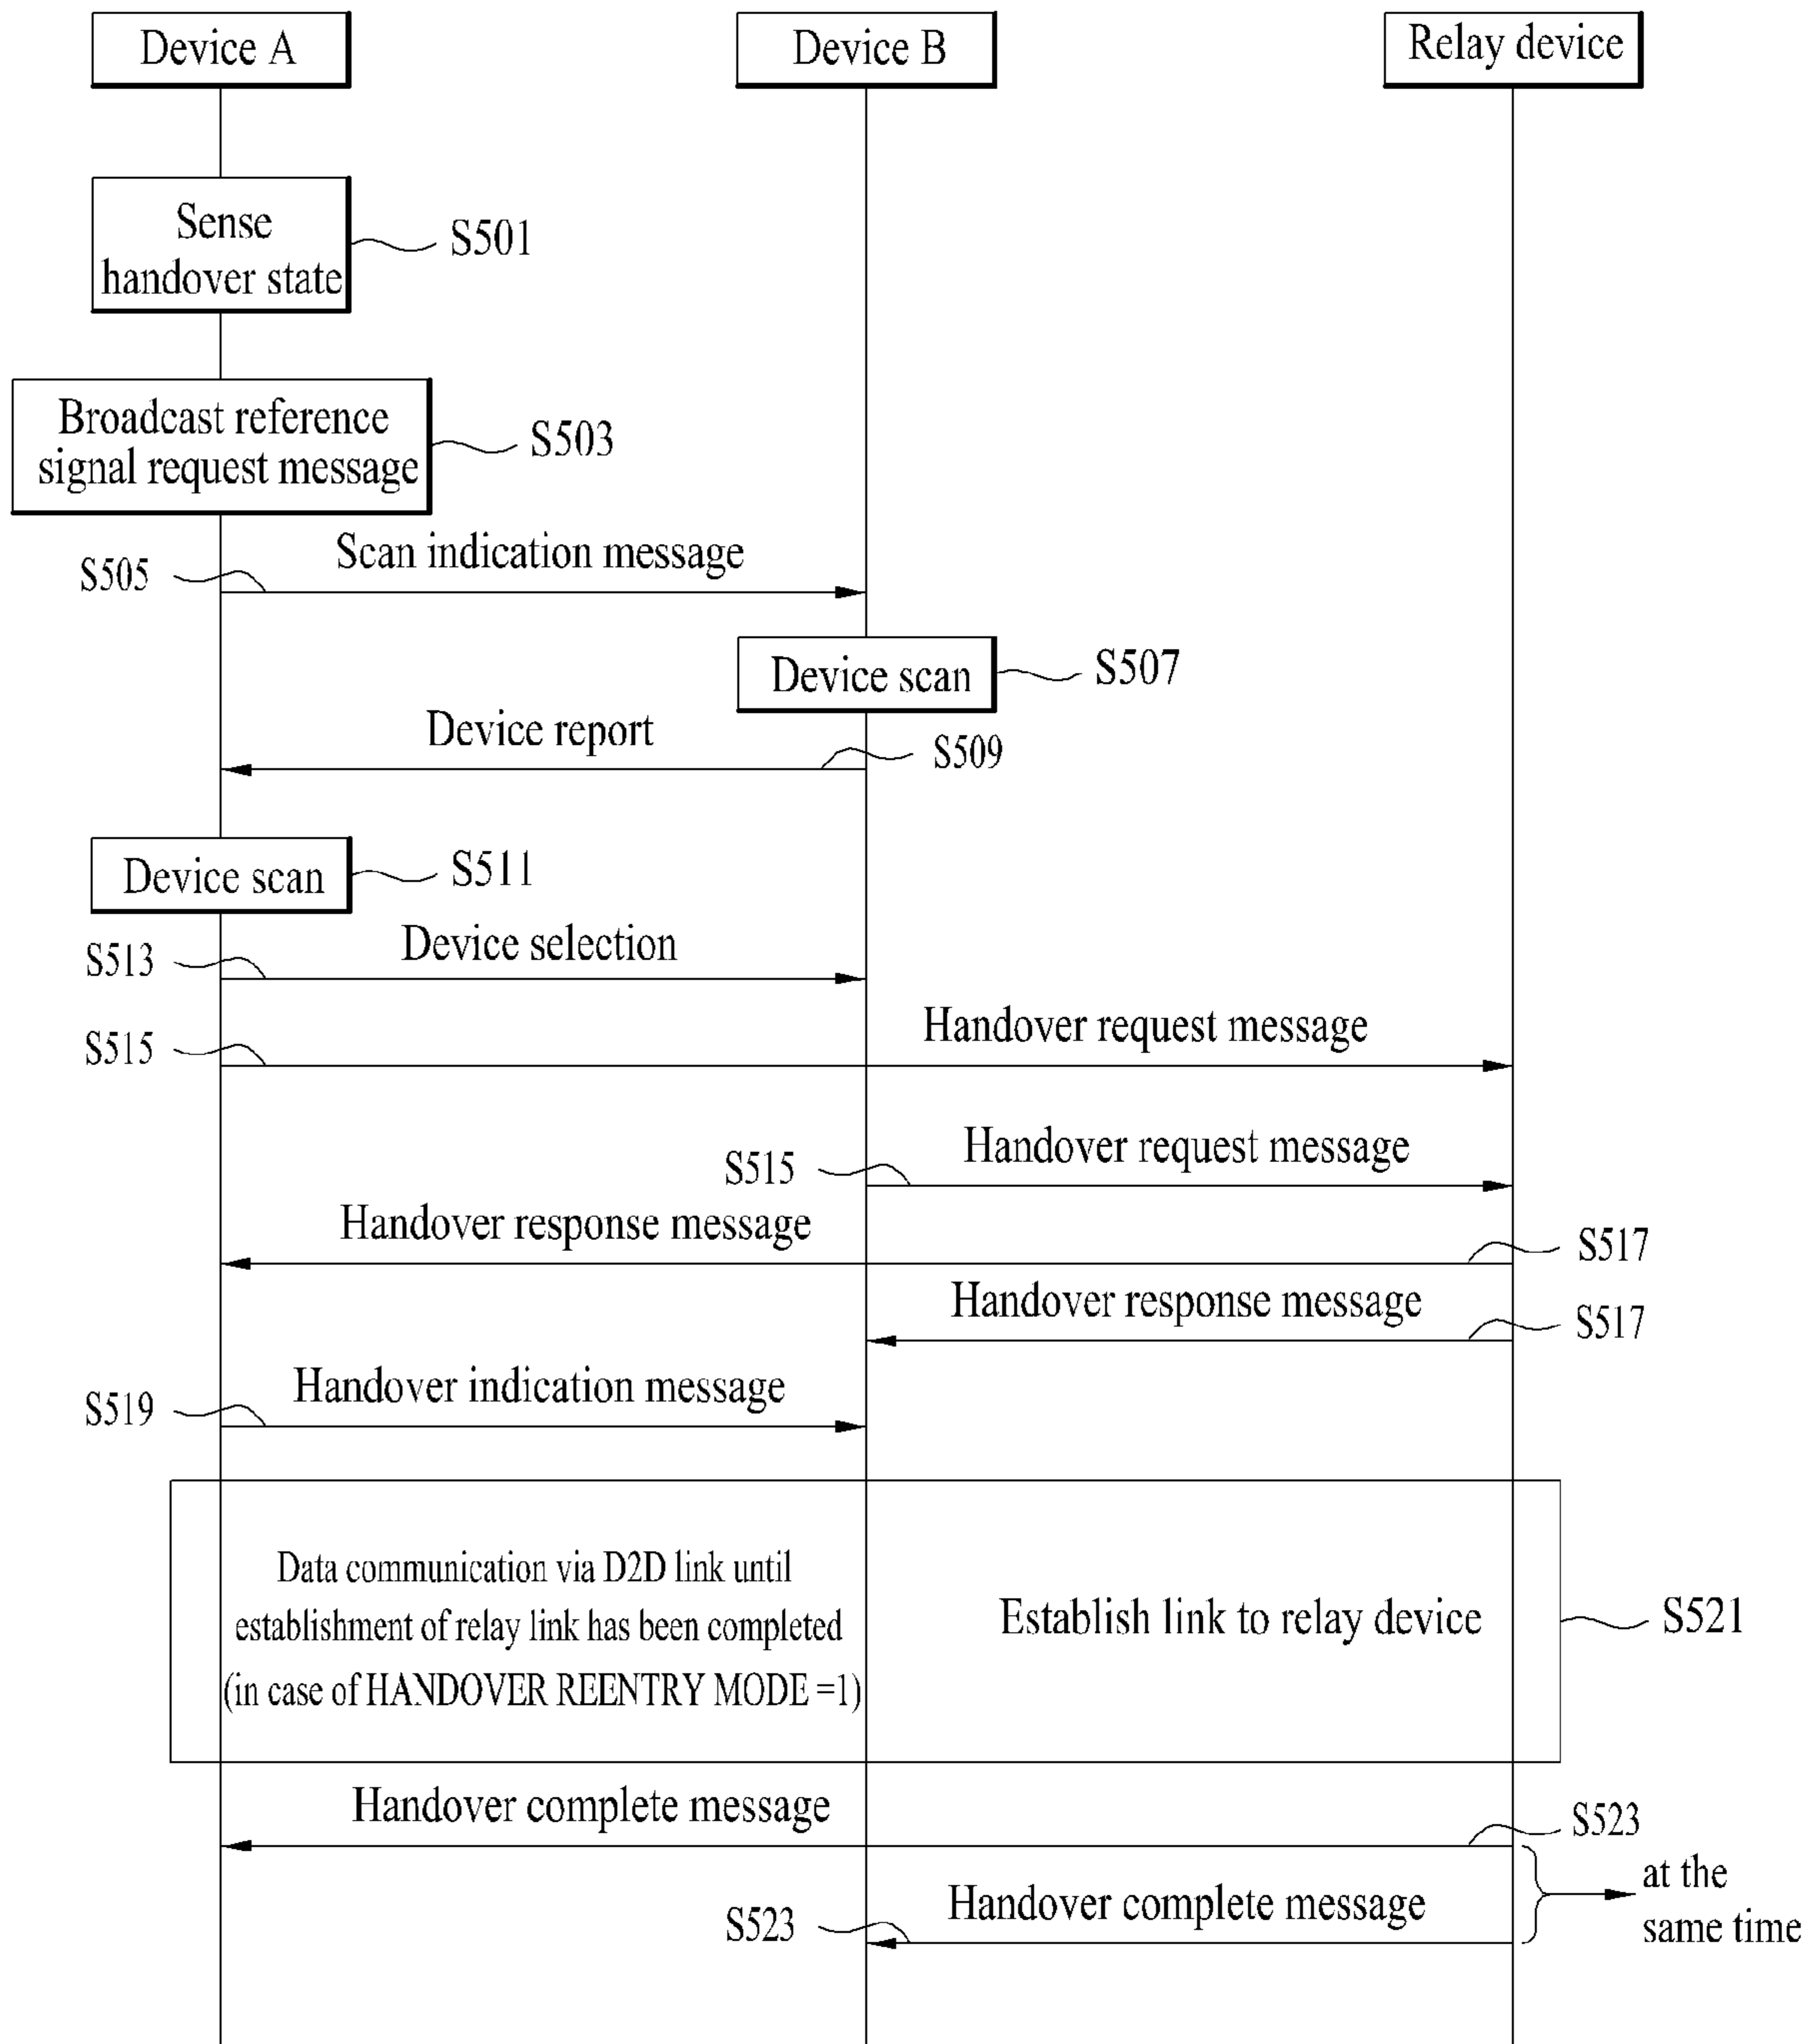 Device A
Device B
Relay device
Sense
handover state
S501
Broadcast reference
signal request message
S503
Scan indication message
S505
Device scan
S507
Device report
S509
Device scan
S511
Device selection
S513
Handover request message
S515
Handover request message
S515
Handover response message
S517
Handover response message
S517
Handover indication message
S519
Data communication via D2D link until
establishment of relay link has been completed
(in case of HANDOVER REENTRY MODE =1)
Establish link to relay device
S521
Handover complete message
S523
at the
same time
Handover complete message
S523